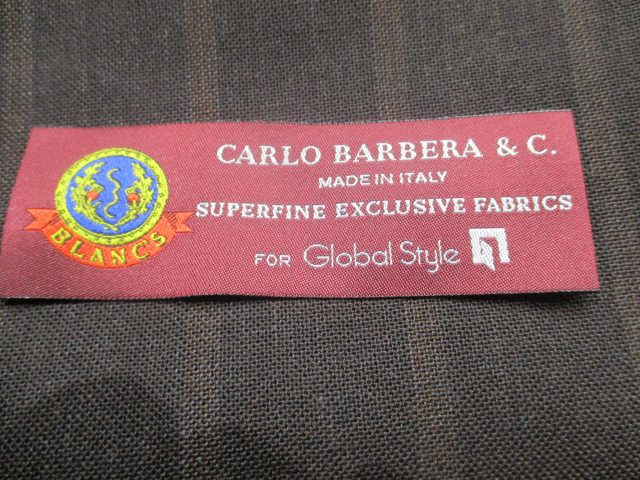 CARLO BARBERA & C.
MADE IN ITALY
SUPERFINE EXCLUSIVE FABRICS
FOR Global Style
BLANC'S